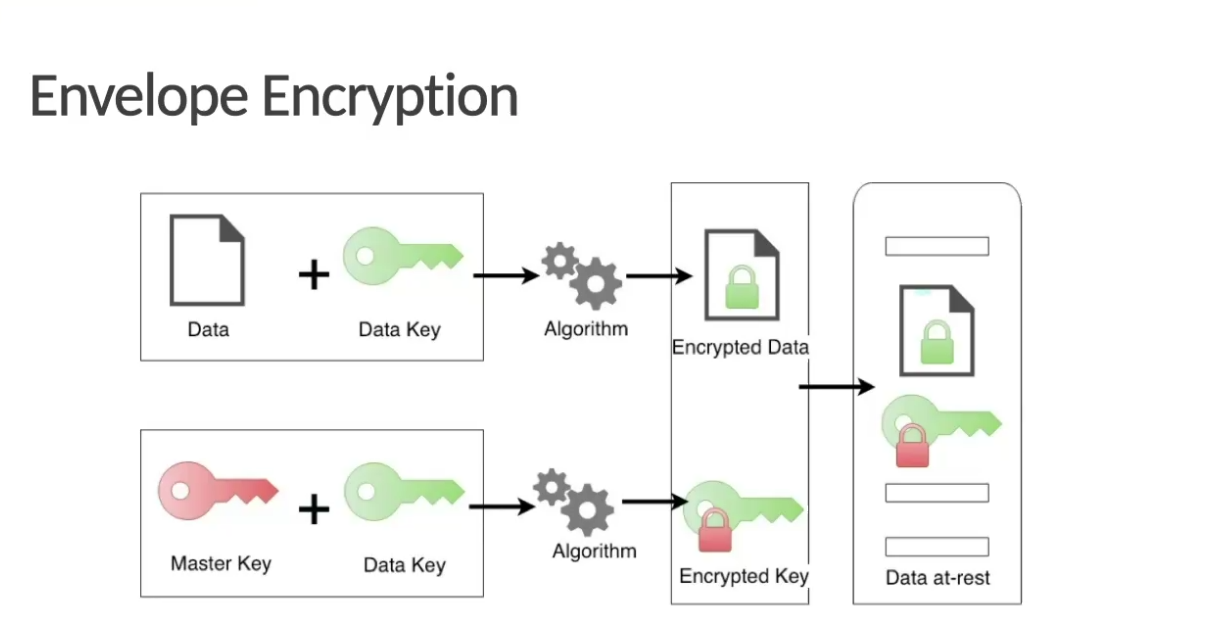 Envelope Encryption
Data
Data Key
Algorithm
Encrypted Data
Master Key
Data Key
Algorithm
Encrypted Key
Data at-rest